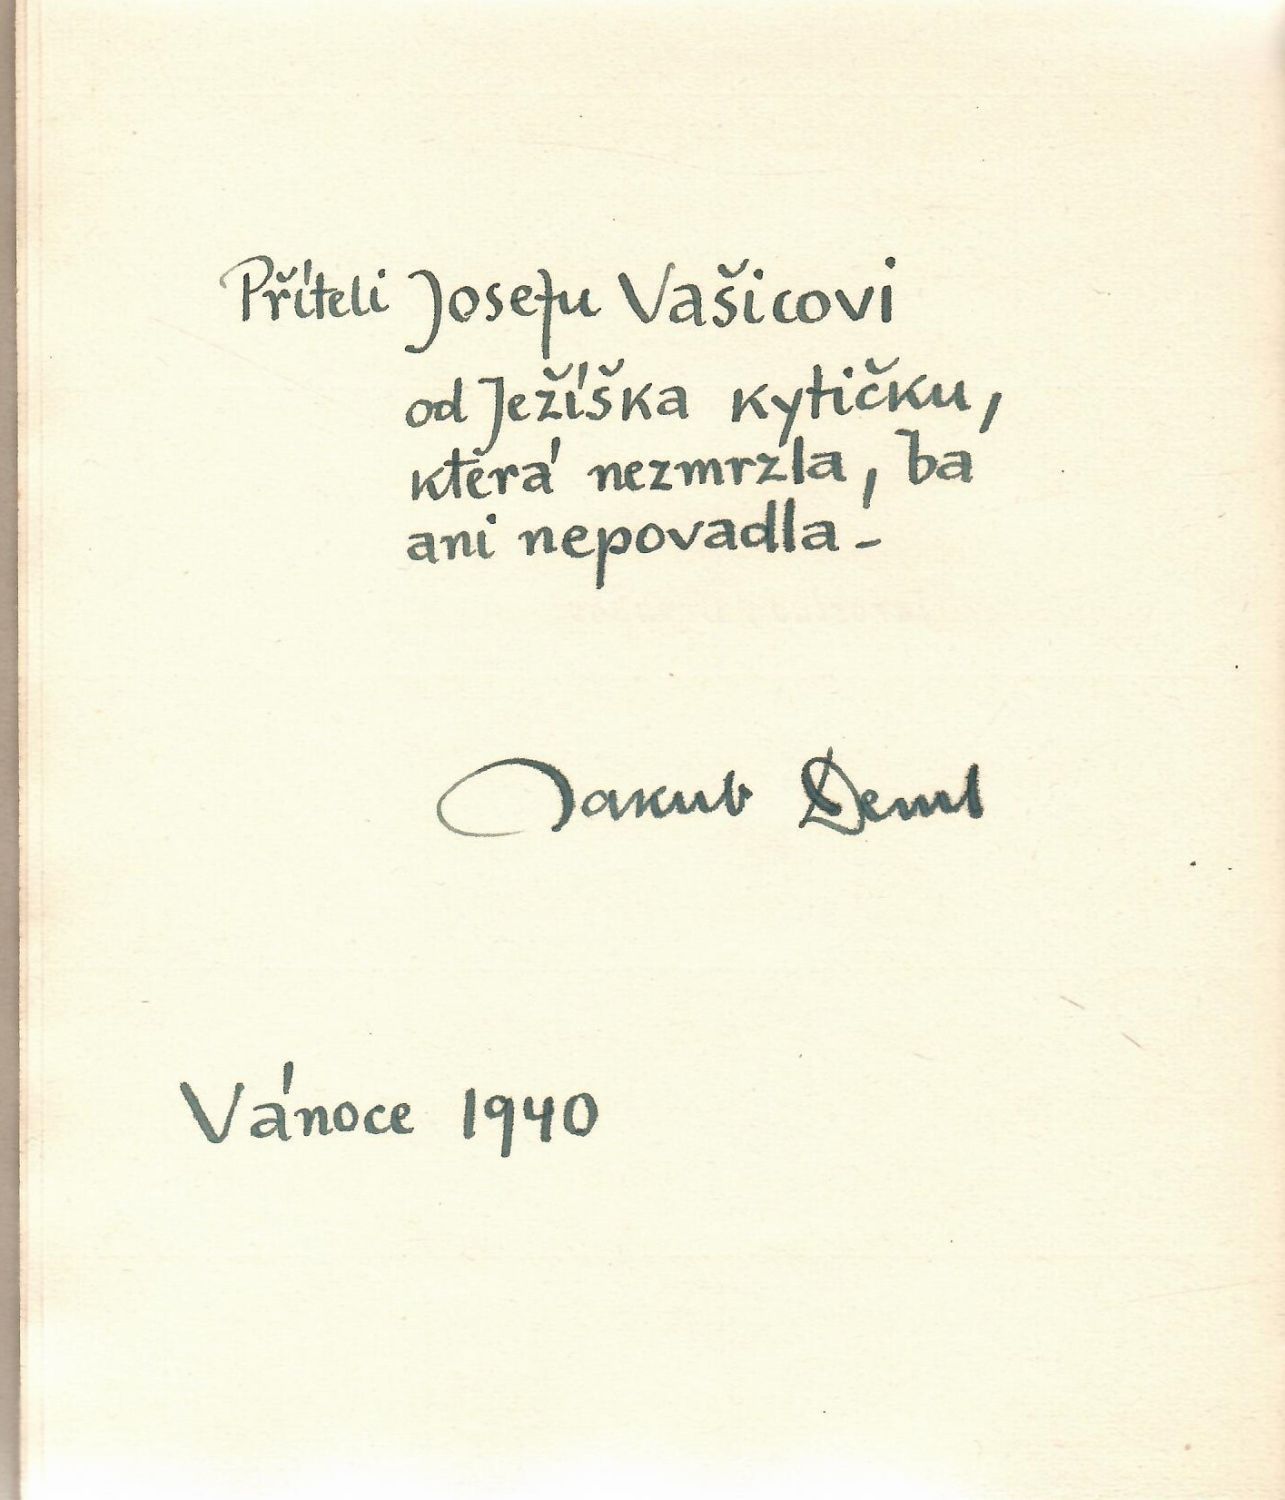 Příteli Josefu Vašicovi
od Ježíška kytičku,
která nezmrzla, ba
ani nepovadla -
Jakub Deml
Vánoce 1940